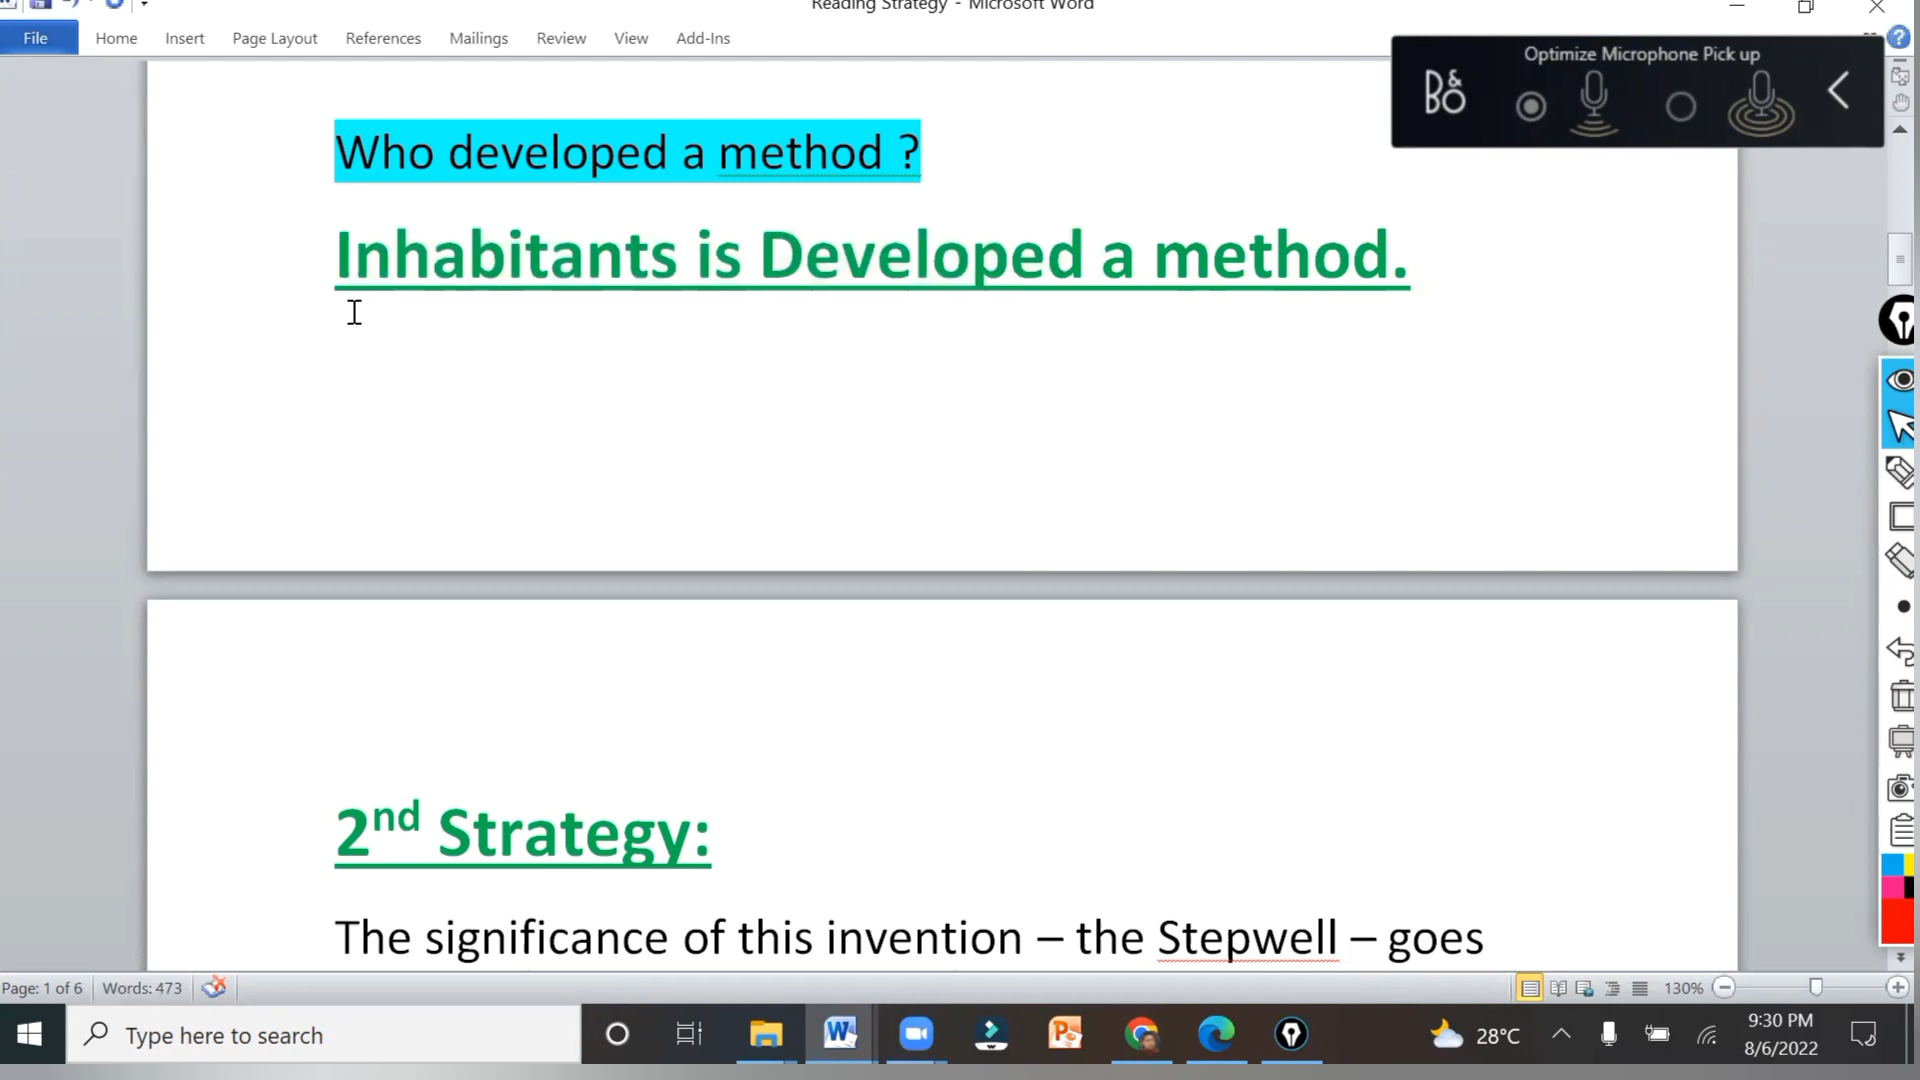 Reading Strategy - Microsoft Word
File Home Insert Page Layout References Mailings Review View Add-Ins
Optimize Microphone Pick up
B&O
Who developed a method ?
Inhabitants is Developed a method.
2nd Strategy:
The significance of this invention – the Stepwell – goes
Page: 1 of 6 Words: 473 130%
Type here to search
28°C
9:30 PM
8/6/2022